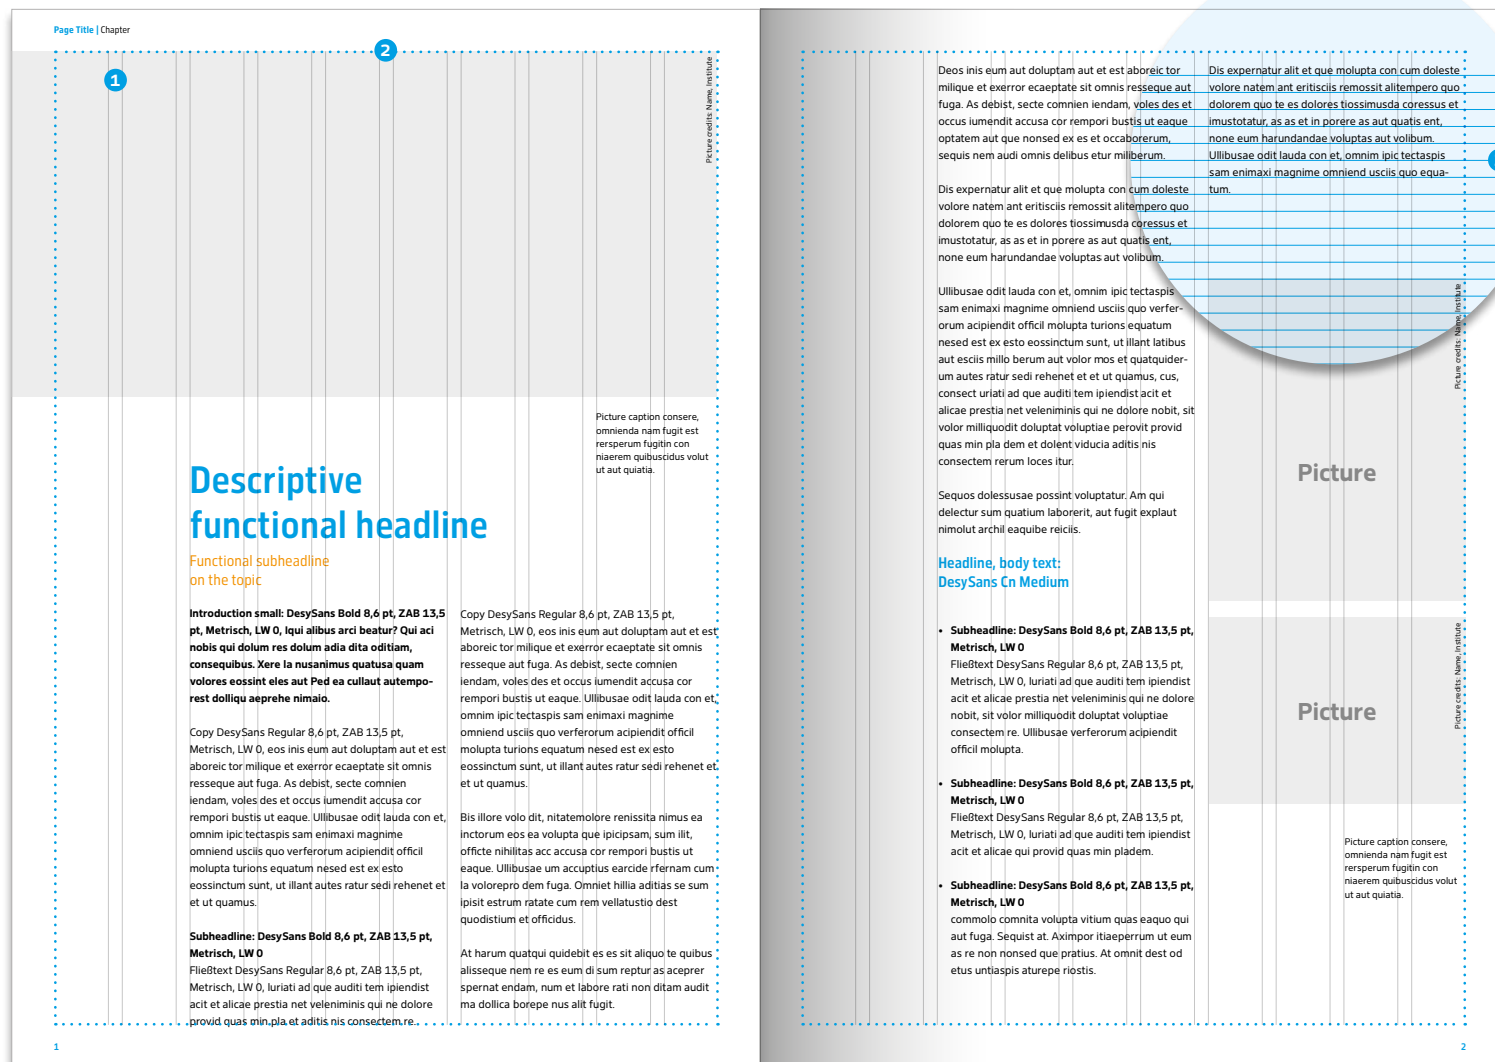 Page Title | Chapter
1
2
Picture credits: Name, Institute
Picture caption consere,
omnienda nam fugit est
rersperum fugitin con
niaerem quibuscidus volut
ut aut quiatia.
Descriptive
functional headline
Functional subheadline
on the topic
Introduction small: DesySans Bold 8,6 pt, ZAB 13,5
pt, Metrisch, LW 0, Iqui alibus arci beatur? Qui aci
nobis qui dolum res dolum adia dita oditiam,
consequibus. Xere la nusanimus quatusa quam
volores eossint eles aut Ped ea cullaut autempo-
rest dolliqu aeprehe nimaio.
Copy DesySans Regular 8,6 pt, ZAB 13,5 pt,
Metrisch, LW 0, eos inis eum aut doluptam aut et est
aboreic tor milique et exerror ecaeptate sit omnis
resseque aut fuga. As debist, secte comnien
iendam, voles des et occus iumendit accusa cor
rempori bustis ut eaque. Ullibusae odit lauda con et,
omnim ipic tectaspis sam enimaxi magnime
omniend usciis quo verferorum acipiendit officil
molupta turions equatum nesed est ex esto
eossinctum sunt, ut illant autes ratur sedi rehenet et
et ut quamus.
Subheadline: DesySans Bold 8,6 pt, ZAB 13,5 pt,
Metrisch, LW 0
Fließtext DesySans Regular 8,6 pt, ZAB 13,5 pt,
Metrisch, LW 0, Iuriati ad que auditi tem ipiendist
acit et alicae prestia net veleniminis qui ne dolore
provid quas min pla et aditis nis consectem re.
Copy DesySans Regular 8,6 pt, ZAB 13,5 pt,
Metrisch, LW 0, eos inis eum aut doluptam aut et est
aboreic tor milique et exerror ecaeptate sit omnis
resseque aut fuga. As debist, secte comnien
iendam, voles des et occus iumendit accusa cor
rempori bustis ut eaque. Ullibusae odit lauda con et,
omnim ipic tectaspis sam enimaxi magnime
omniend usciis quo verferorum acipiendit officil
molupta turions equatum nesed est ex esto
eossinctum sunt, ut illant autes ratur sedi rehenet et
et ut quamus.
Bis illore volo dit, nitatemolore renissita nimus ea
inctorum eos ea volupta que ipicipsam, sum ilit,
officte nihilitas acc accusa cor rempori bustis ut
eaque. Ullibusae um accuptius earcide rfernam cum
la volorepro dem fuga. Omniet hillia aditias se sum
ipisit estrum ratate cum rem vellatustio dest
quodistium et officidus.
At harum quatqui quidebit es es sit aliquo te quibus
alisseque nem re es eum di sum reptur as aceprer
spernat endam, num et labore rati non ditam audit
ma dollica borepe nus alit fugit.
1
Deos inis eum aut doluptam aut et est aboreic tor
milique et exerror ecaeptate sit omnis resseque aut
fuga. As debist, secte comnien iendam, voles des et
occus iumendit accusa cor rempori bustis ut eaque
optatem aut que nonsed ex es et occaborerum,
sequis nem audi omnis delibus etur miliberum.
Dis expernatur alit et que molupta con cum doleste
volore natem ant eritisciis remossit alitempero quo
dolorem quo te es dolores tiossimusda coressus et
imustotatur, as as et in porere as aut quatis ent,
none eum harundandae voluptas aut volibum.
Ullibusae odit lauda con et, omnim ipic tectaspis
sam enimaxi magnime omniend usciis quo verfer-
orum acipiendit officil molupta turions equatum
nesed est ex esto eossinctum sunt, ut illant latibus
aut esciis millo berum aut volor mos et quatquider-
um autes ratur sedi rehenet et et ut quamus, cus,
consect uriati ad que auditi tem ipiendist acit et
alicae prestia net veleniminis qui ne dolore nobit, sit
volor milliquodit doluptat voluptiae perovit provid
quas min pla dem et dolent viducia aditis nis
consectem rerum loces itur.
Sequos dolessusae possint voluptatur. Am qui
delectur sum quatium laborerit, aut fugit explaut
nimolut archil eaquibe reiciis.
Headline, body text:
DesySans Cn Medium
• Subheadline: DesySans Bold 8,6 pt, ZAB 13,5 pt,
Metrisch, LW 0
Fließtext DesySans Regular 8,6 pt, ZAB 13,5 pt,
Metrisch, LW 0, Iuriati ad que auditi tem ipiendist
acit et alicae prestia net veleniminis qui ne dolore
nobit, sit volor milliquodit doluptat voluptiae
consectem re. Ullibusae verferorum acipiendit
officil molupta.
• Subheadline: DesySans Bold 8,6 pt, ZAB 13,5 pt,
Metrisch, LW 0
Fließtext DesySans Regular 8,6 pt, ZAB 13,5 pt,
Metrisch, LW 0, Iuriati ad que auditi tem ipiendist
acit et alicae qui provid quas min pladem.
• Subheadline: DesySans Bold 8,6 pt, ZAB 13,5 pt,
Metrisch, LW 0
commolo comnita volupta vitium quas eaquo qui
aut fuga. Sequist at. Aximpor itiaeperrum ut eum
as re non nonsed que pratius. At omnit dest od
etus untiaspis aturepe riostis.
Dis expernatur alit et que molupta con cum doleste
volore natem ant eritisciis remossit alitempero quo
dolorem quo te es dolores tiossimusda coressus et
imustotatur, as as et in porere as aut quatis ent,
none eum harundandae voluptas aut volibum.
Ullibusae odit lauda con et, omnim ipic tectaspis
sam enimaxi magnime omniend usciis quo equa-
tum.
Picture credits: Name, Institute
Picture
Picture credits: Name, Institute
Picture
Picture caption consere,
omnienda nam fugit est
rersperum fugitin con
niaerem quibuscidus volut
ut aut quiatia.
2